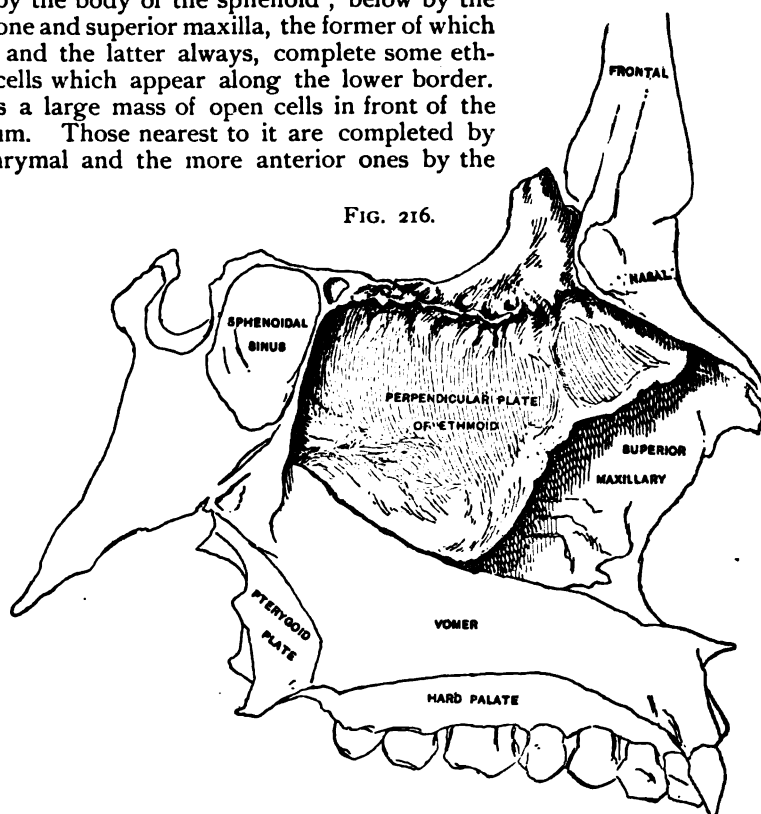 by the body of the sphenoid ; below by the
one and superior maxilla, the former of which
and the latter always, complete some eth-
cells which appear along the lower border.
s a large mass of open cells in front of the
um. Those nearest to it are completed by
rymal and the more anterior ones by the
FIG. 216.
FRONTAL
NASAL
SPHENOIDAL
SINUS
PERPENDICULAR PLATE
OF ETHMOID
SUPERIOR
MAXILLARY
PTERYGOID
PLATE
VOMER
HARD PALATE